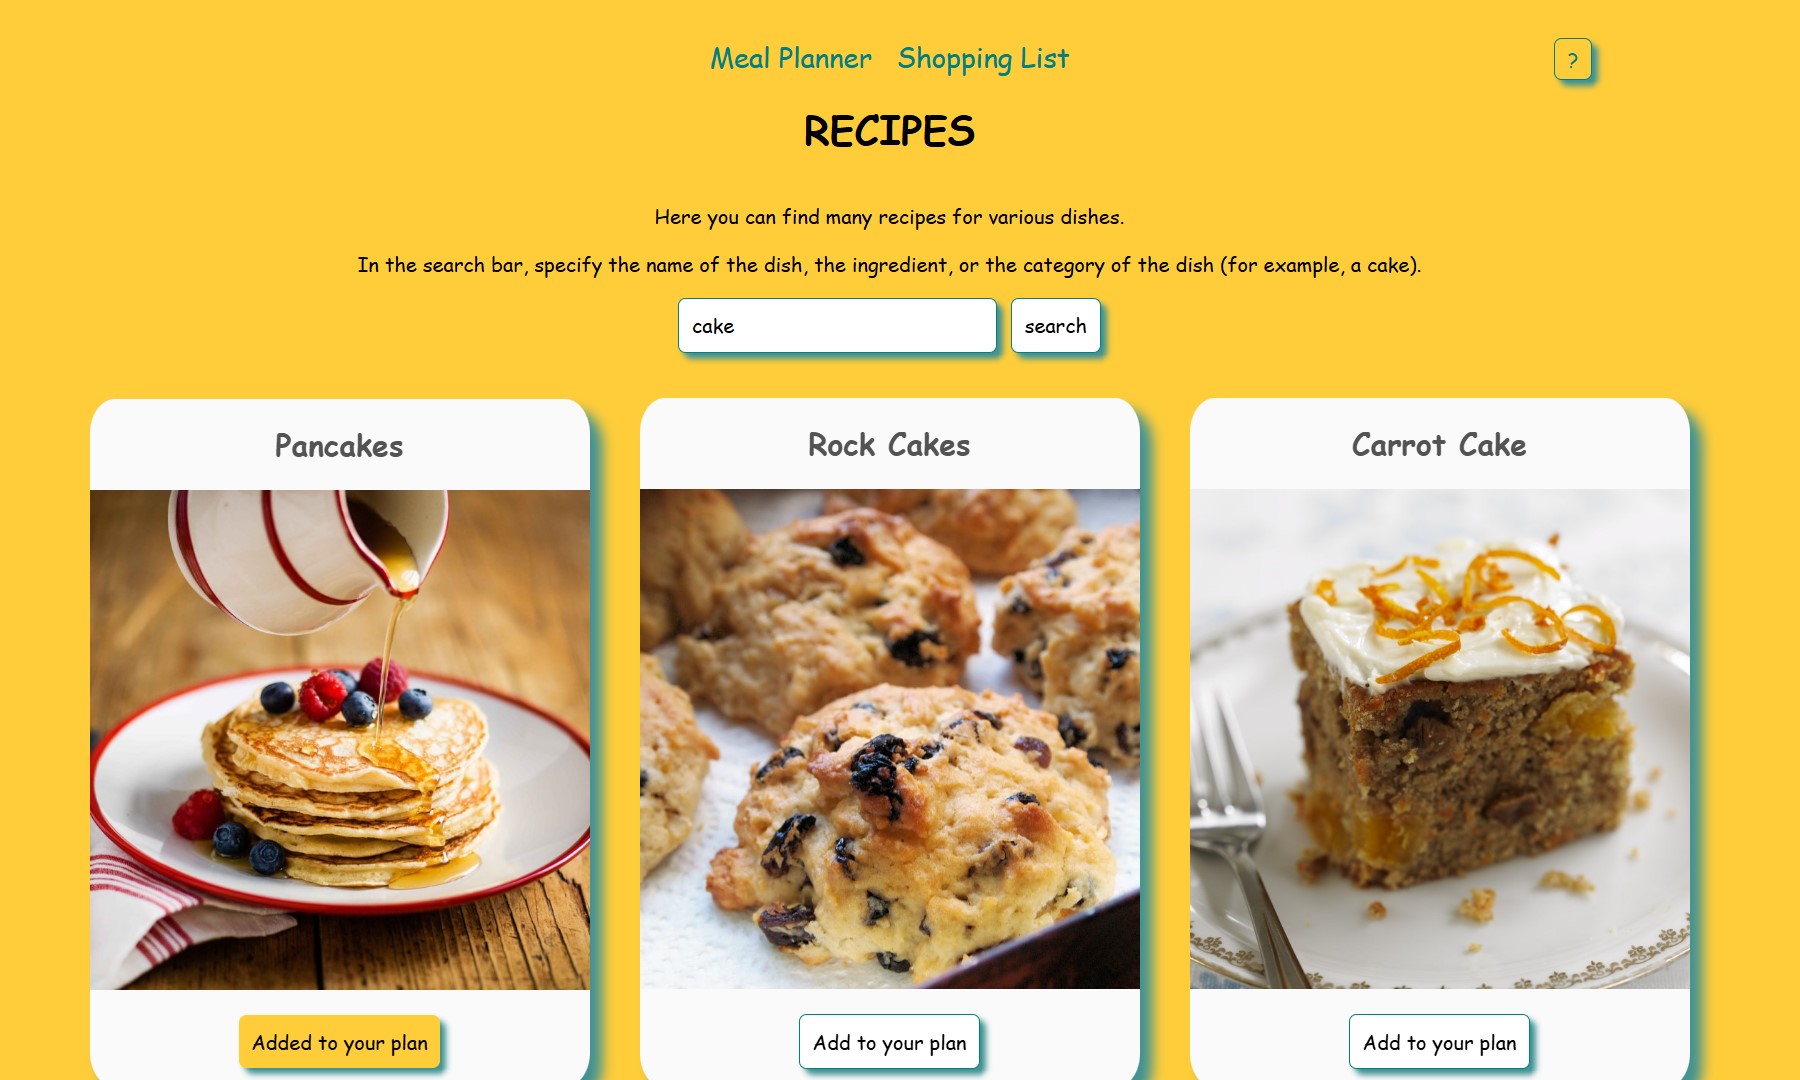 Meal Planner Shopping List
?
RECIPES
Here you can find many recipes for various dishes.
In the search bar, specify the name of the dish, the ingredient, or the category of the dish (for example, a cake).
cake search
Pancakes
Rock Cakes
Carrot Cake
Added to your plan
Add to your plan
Add to your plan